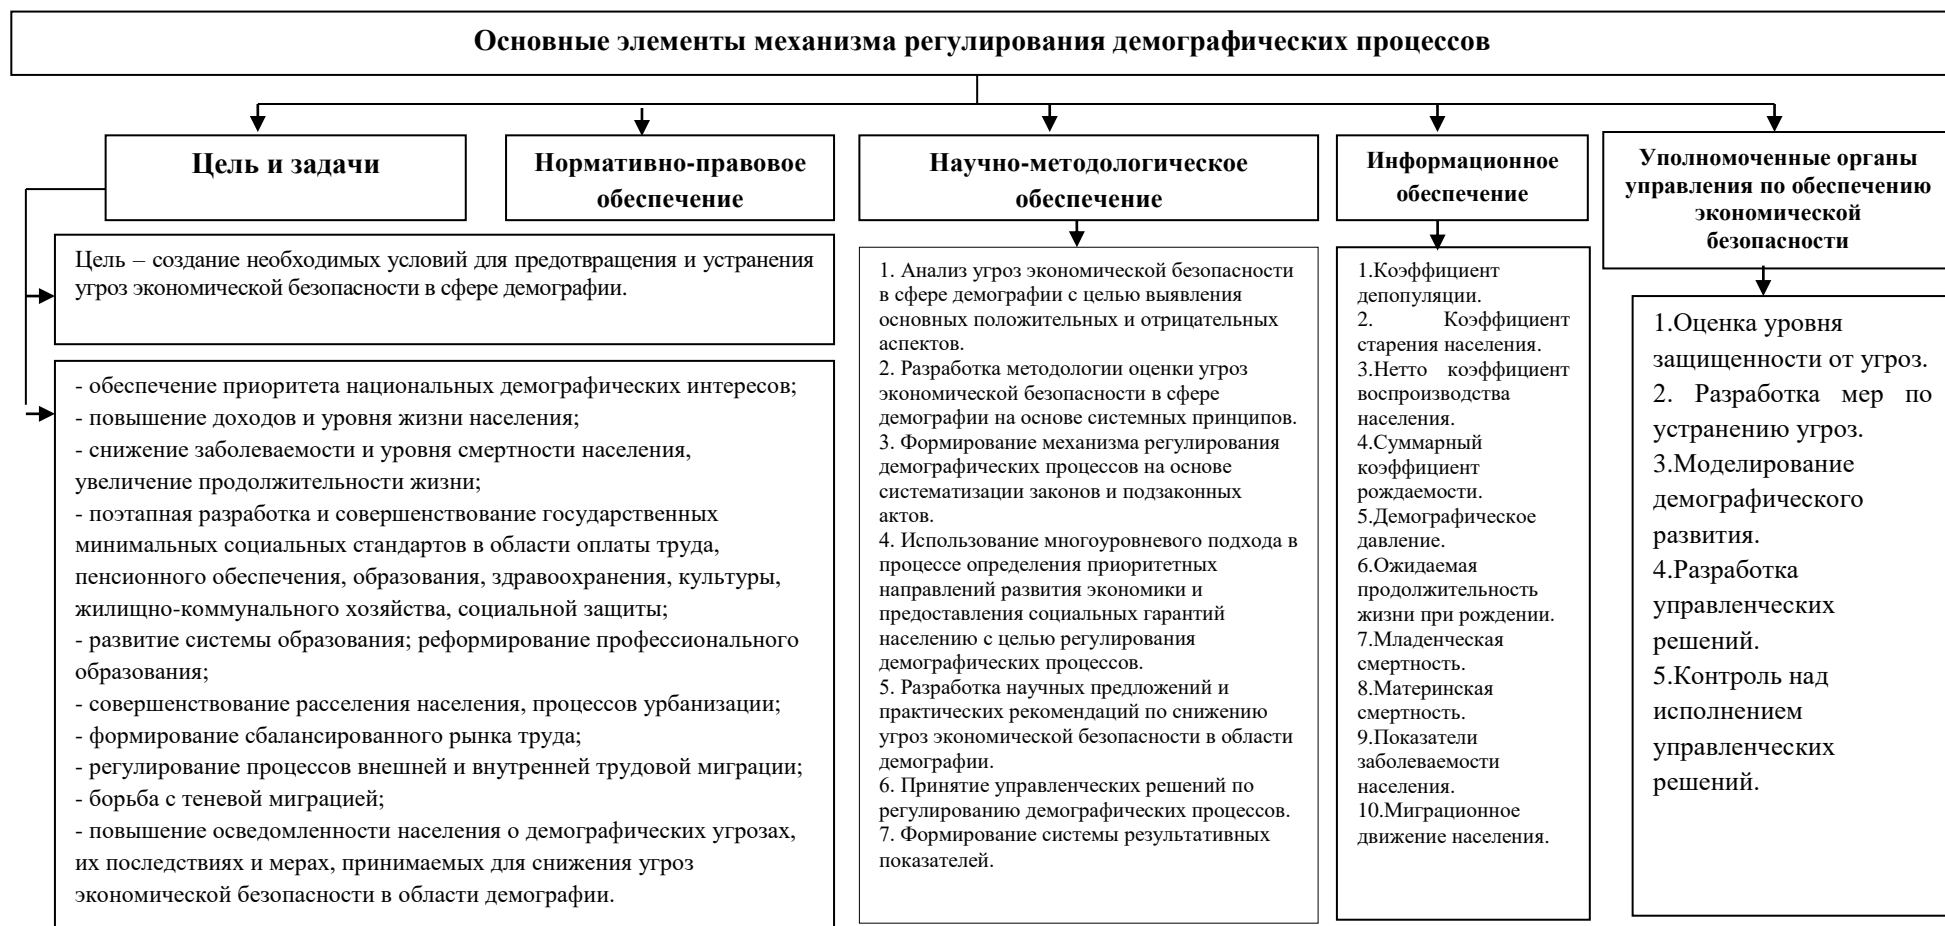 Основные элементы механизма регулирования демографических процессов
Цель и задачи
Нормативно-правовое
обеспечение
Научно-методологическое
обеспечение
Информационное
обеспечение
Уполномоченные органы
управления по обеспечению
экономической
безопасности
Цель – создание необходимых условий для предотвращения и устранения
угроз экономической безопасности в сфере демографии.
- обеспечение приоритета национальных демографических интересов;
- повышение доходов и уровня жизни населения;
- снижение заболеваемости и уровня смертности населения,
увеличение продолжительности жизни;
- поэтапная разработка и совершенствование государственных
минимальных социальных стандартов в области оплаты труда,
пенсионного обеспечения, образования, здравоохранения, культуры,
жилищно-коммунального хозяйства, социальной защиты;
- развитие системы образования; реформирование профессионального
образования;
- совершенствование расселения населения, процессов урбанизации;
- формирование сбалансированного рынка труда;
- регулирование процессов внешней и внутренней трудовой миграции;
- борьба с теневой миграцией;
- повышение осведомленности населения о демографических угрозах,
их последствиях и мерах, принимаемых для снижения угроз
экономической безопасности в области демографии.
1. Анализ угроз экономической безопасности
в сфере демографии с целью выявления
основных положительных и отрицательных
аспектов.
2. Разработка методологии оценки угроз
экономической безопасности в сфере
демографии на основе системных принципов.
3. Формирование механизма регулирования
демографических процессов на основе
систематизации законов и подзаконных
актов.
4. Использование многоуровневого подхода в
процессе определения приоритетных
направлений развития экономики и
предоставления социальных гарантий
населению с целью регулирования
демографических процессов.
5. Разработка научных предложений и
практических рекомендаций по снижению
угроз экономической безопасности в области
демографии.
6. Принятие управленческих решений по
регулированию демографических процессов.
7. Формирование системы результативных
показателей.
1.Коэффициент
депопуляции.
2. Коэффициент
старения населения.
3.Нетто коэффициент
воспроизводства
населения.
4.Суммарный
коэффициент
рождаемости.
5.Демографическое
давление.
6.Ожидаемая
продолжительность
жизни при рождении.
7.Младенческая
смертность.
8.Материнская
смертность.
9.Показатели
заболеваемости
населения.
10.Миграционное
движение населения.
1.Оценка уровня
защищенности от угроз.
2. Разработка мер по
устранению угроз.
3.Моделирование
демографического
развития.
4.Разработка
управленческих
решений.
5.Контроль над
исполнением
управленческих
решений.